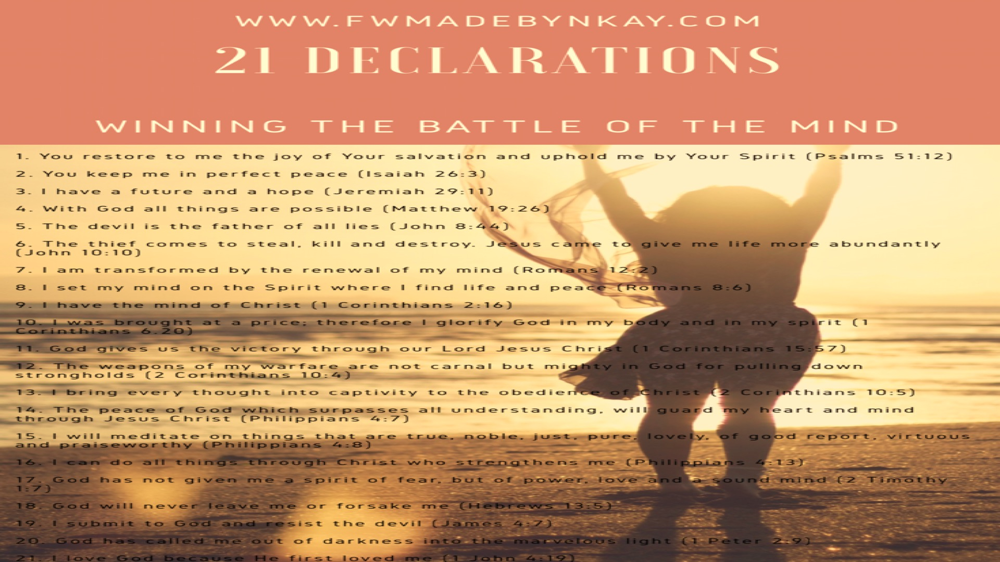 WWW.FWMADEBYNKAY.COM
21 DECLARATIONS
WINNING THE BATTLE OF THE MIND
1. You restore to me the joy of Your salvation and uphold me by Your Spirit (Psalms 51:12)
2. You keep me in perfect peace (Isaiah 26:3)
3. I have a future and a hope (Jeremiah 29:11)
4. With God all things are possible (Matthew 19:26)
5. The devil is the father of all lies (John 8:44)
6. The thief comes to steal, kill and destroy. Jesus came to give me life more abundantly
(John 10:10)
7. I am transformed by the renewal of my mind (Romans 12:2)
8. I set my mind on the Spirit where I find life and peace (Romans 8:6)
9. I have the mind of Christ (1 Corinthians 2:16)
10. I was brought at a price; therefore I glorify God in my body and in my spirit (1
Corinthians 6.20)
11. God gives us the victory through our Lord Jesus Christ (1 Corinthians 15:57)
12. The weapons of my warfare are not carnal but mighty in God for pulling down
strongholds (2 Corinthians 10:4)
13. I bring every thought into captivity to the obedience of Christ (2 Corinthians 10:5)
14. The peace of God which surpasses all understanding, will guard my heart and mind
through Jesus Christ (Philippians 4:7)
15. I will meditate on things that are true, noble, just, pure, lovely, of good report, virtuous
and praiseworthy (Philippians 4:8)
16. I can do all things through Christ who strengthens me (Philippians 4:13)
17. God has not given me a spirit of fear, but of power, love and a sound mind (2 Timothy
1:7)
18. God will never leave me or forsake me (Hebrews 13:5)
19. I submit to God and resist the devil (James 4:7)
20. God has called me out of darkness into the marvelous light (1 Peter 2:9)
21. I love God because He first loved me (1 John 4:19)